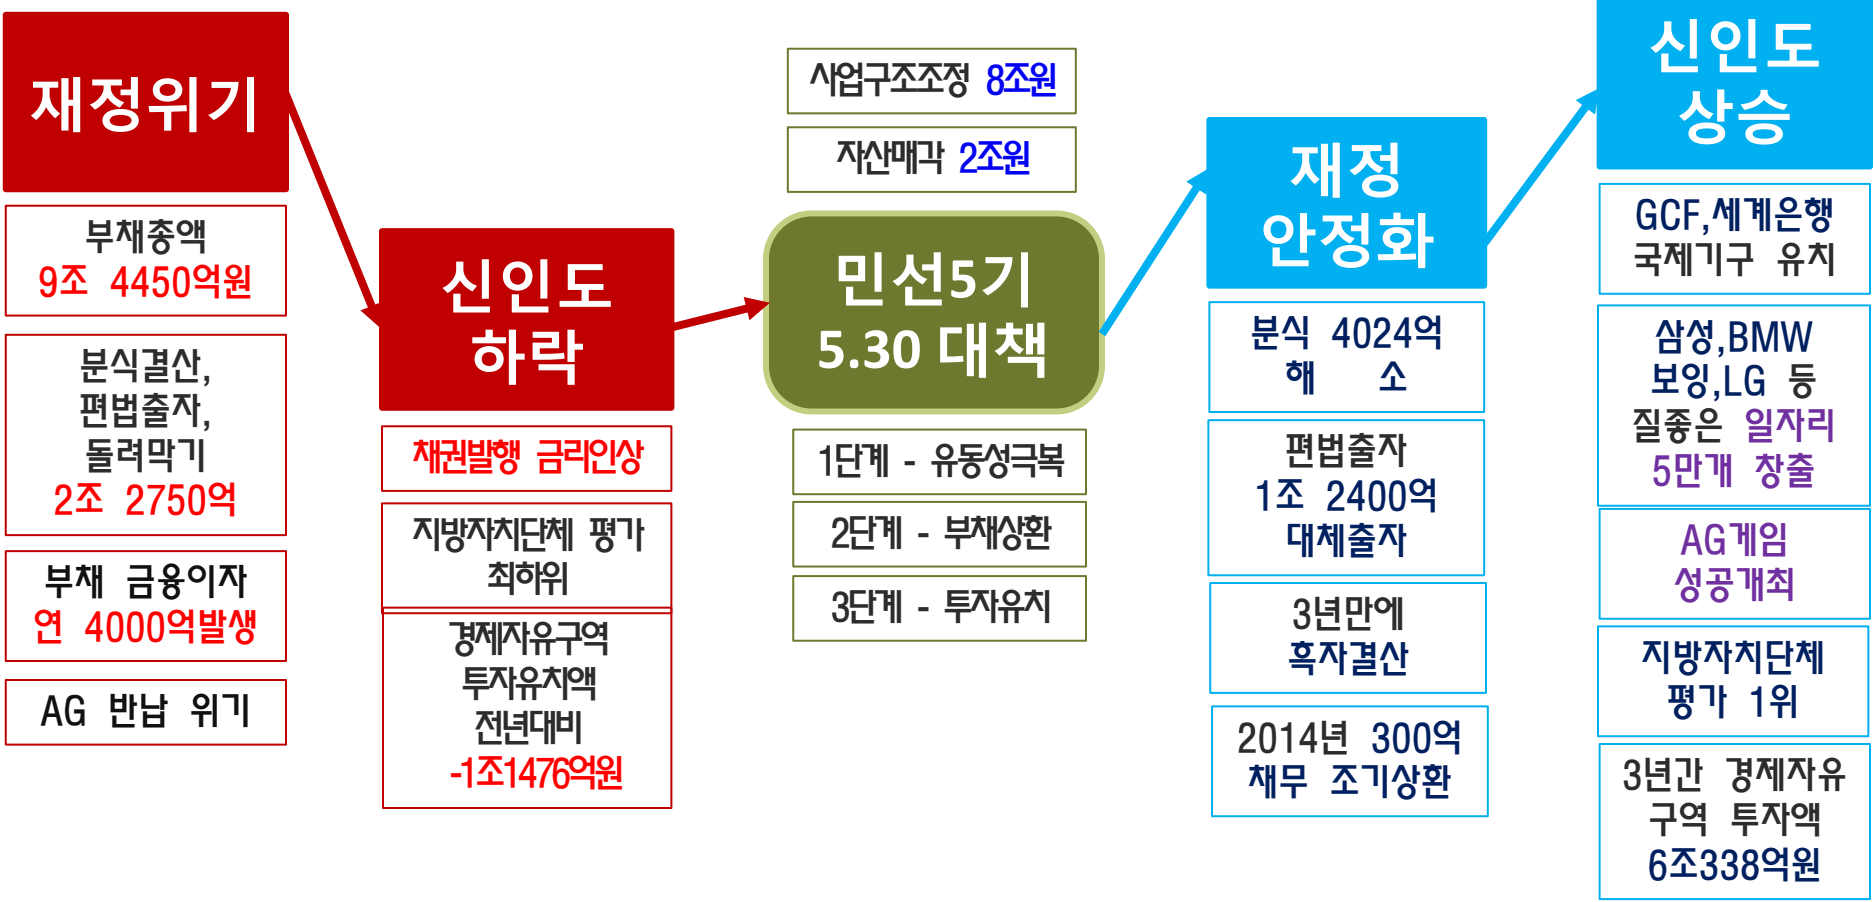 재정위기
부채총액
9조 4450억원
분식결산,
편법출자,
돌려막기
2조 2750억
부채 금융이자
연 4000억발생
AG 반납 위기
신인도
하락
채권발행 금리인상
지방자치단체 평가
최하위
경제자유구역
투자유치액
전년대비
-1조1476억원
사업구조조정 8조원
자산매각 2조원
민선5기
5.30 대책
1단계 - 유동성극복
2단계 - 부채상환
3단계 - 투자유치
재정
안정화
분식 4024억
해 소
편법출자
1조 2400억
대체출자
3년만에
흑자결산
2014년 300억
채무 조기상환
신인도
상승
GCF,세계은행
국제기구 유치
삼성,BMW
보잉,LG 등
질좋은 일자리
5만개 창출
AG게임
성공개최
지방자치단체
평가 1위
3년간 경제자유
구역 투자액
6조338억원